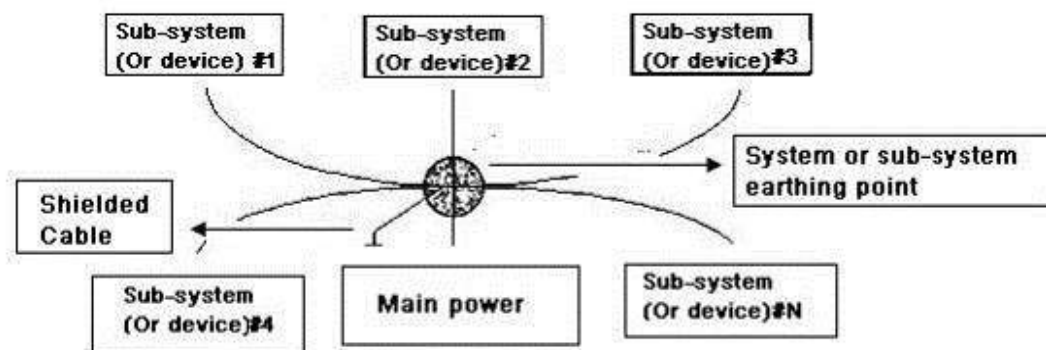 Sub-system
(Or device) #1
Sub-system
(Or device)#2
Sub-system
(Or device)#3
System or sub-system
earthing point
Shielded
Cable
Sub-system
(Or device)#4
Main power
Sub-system
(Or device)#N